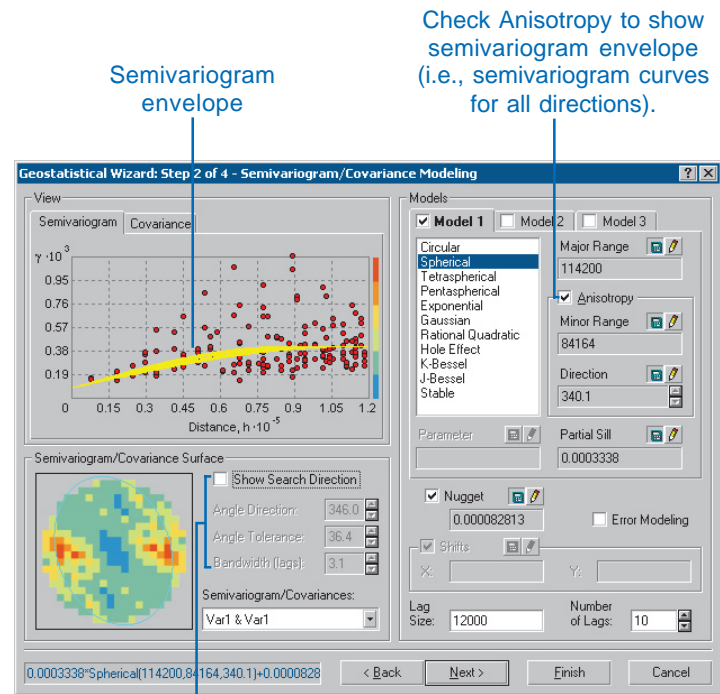 Check Anisotropy to show
semivariogram envelope
(i.e., semivariogram curves
for all directions).
Semivariogram
envelope
Geostatistical Wizard: Step 2 of 4 - Semivariogram/Covariance Modeling
View
Semivariogram
Covariance
γ·10 3
0.95
0.76
0.57
0.38
0.19
0 0.15 0.3 0.45 0.6 0.75 0.9 1.05 1.2
Distance, h·10 -5
Semivariogram/Covariance Surface
Show Search Direction
Angle Direction: 346.0
Angle Tolerance: 36.4
Bandwidth (lags): 3.1
Semivariogram/Covariances:
Var1 & Var1
Models
Model 1 Model 2 Model 3
Circular
Spherical
Tetraspherical
Pentaspherical
Exponential
Gaussian
Rational Quadratic
Hole Effect
K-Bessel
J-Bessel
Stable
Major Range
114200
Anisotropy
Minor Range
84164
Direction
340.1
Parameter
Partial Sill
0.0003338
Nugget
0.000082813
Error Modeling
Shifts
X: Y:
Lag
Size: 12000
Number
of Lags: 10
0.0003338*Spherical(114200,84164,340.1)+0.0000828
< Back
Next >
Finish
Cancel